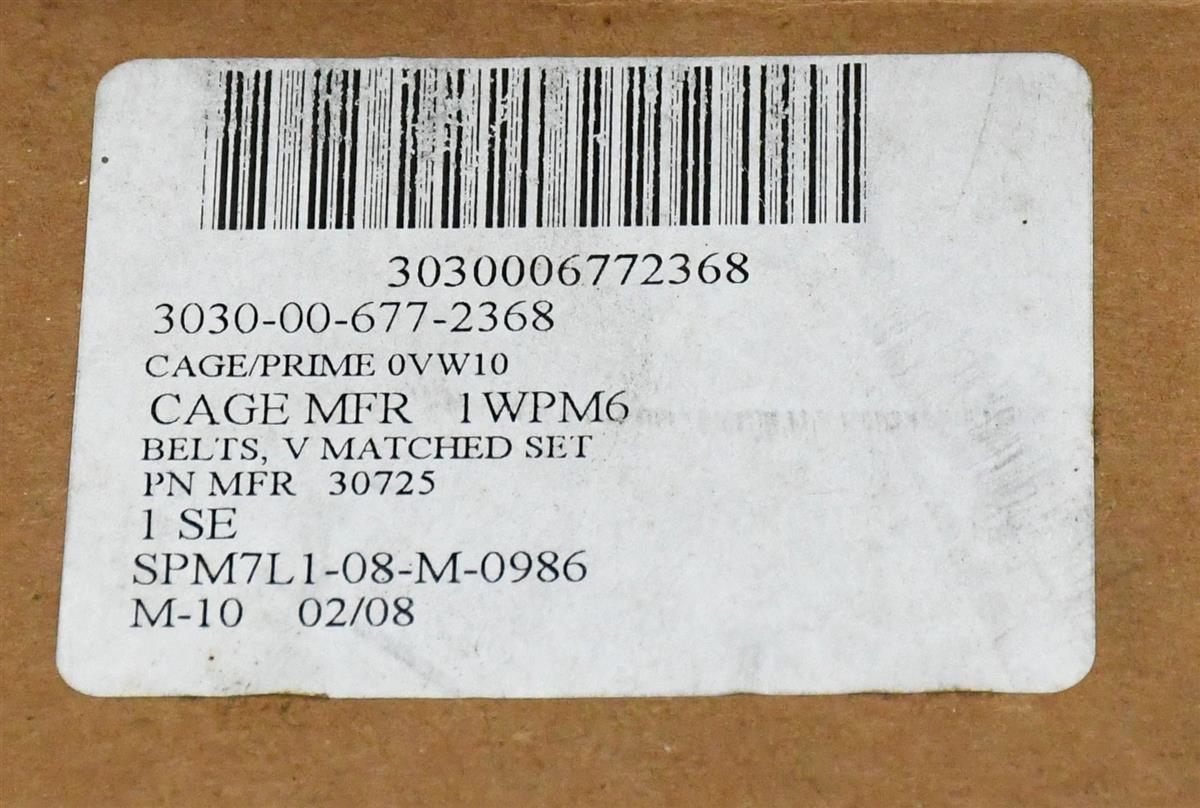 3030006772368
3030-00-677-2368
CAGE/PRIME 0VW10
CAGE MFR 1WPM6
BELTS, V MATCHED SET
PN MFR 30725
1 SE
SPM7L1-08-M-0986
M-10 02/08